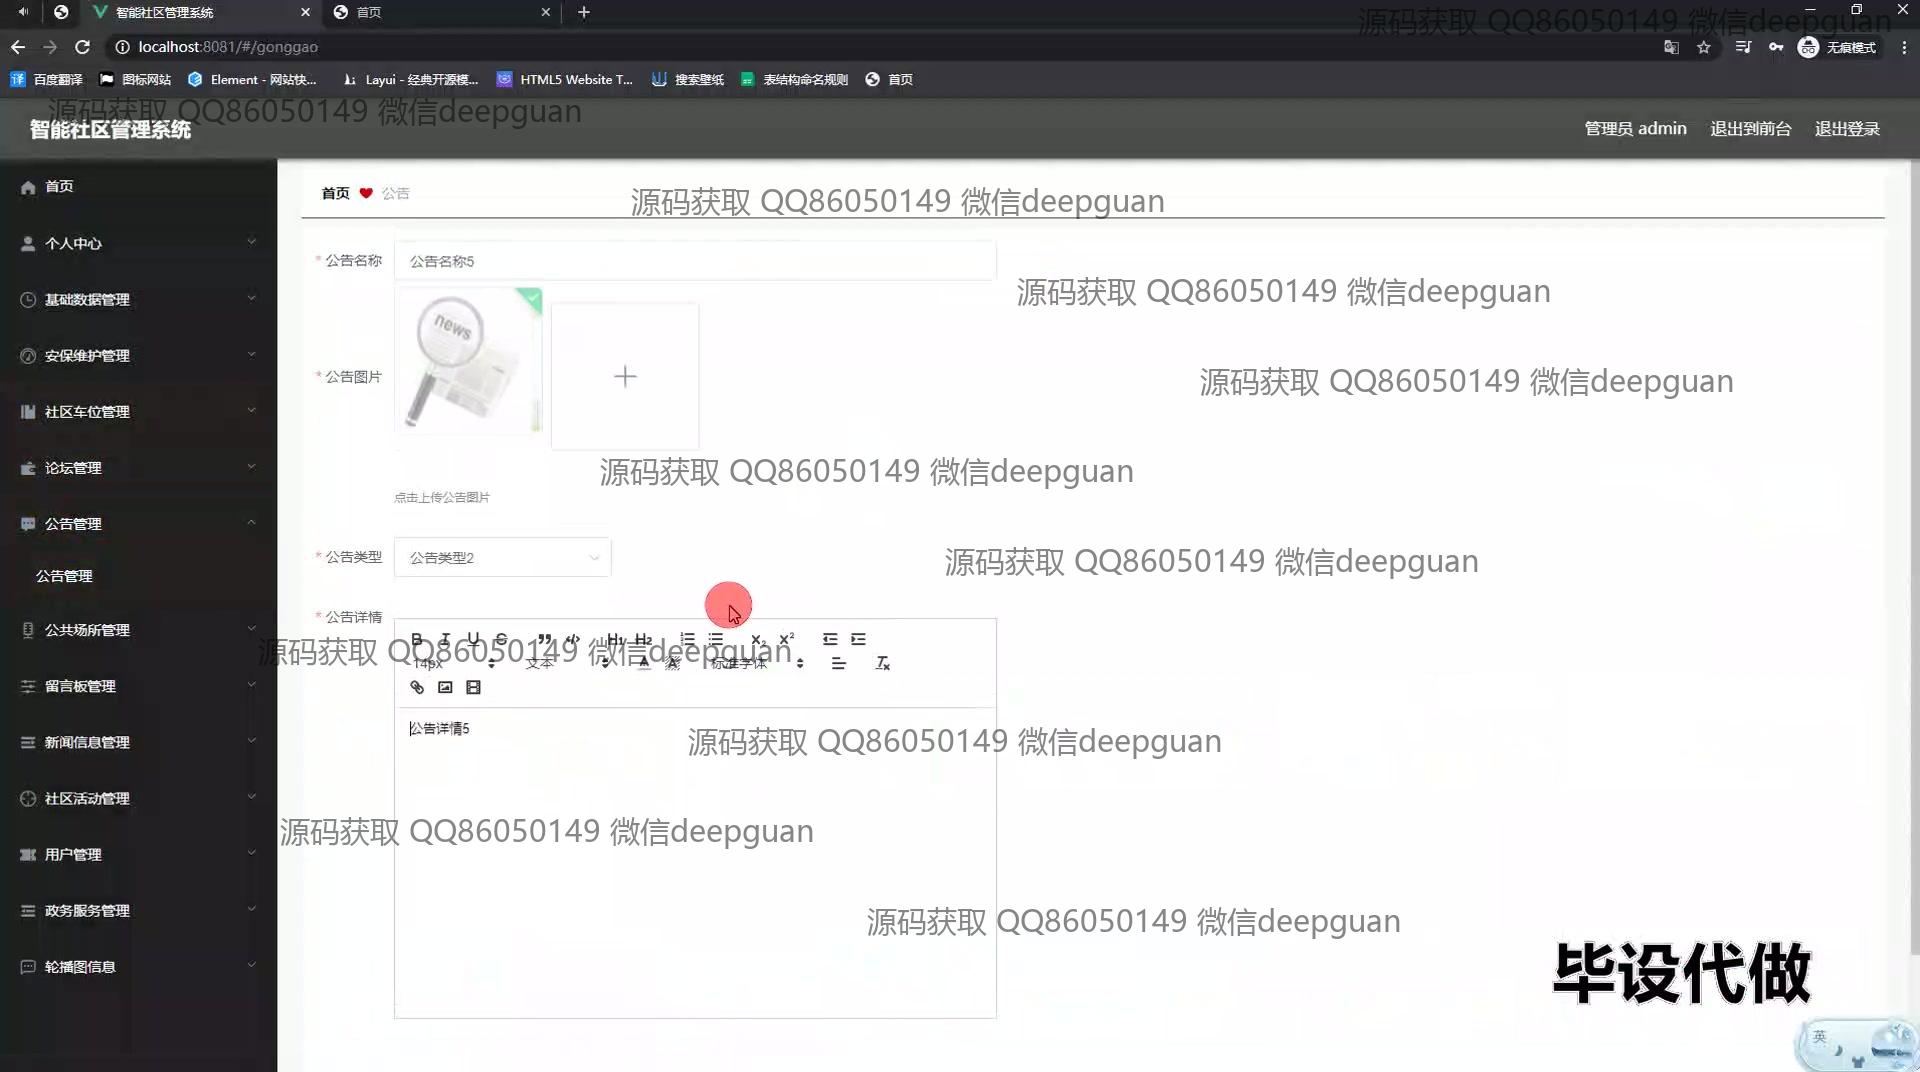 智能社区管理系统
首页
localhost:8081/#/gonggao
无痕模式
百度翻译
图标网站
Element - 网站快...
Layui - 经典开源模...
HTML5 Website T...
搜索壁纸
表结构命名规则
首页
源码获取 QQ86050149 微信deepguan
源码获取 QQ86050149 微信deepguan
智能社区管理系统
管理员 admin
退出到前台
退出登录
首页
个人中心
基础数据管理
安保维护管理
社区车位管理
论坛管理
公告管理
公告管理
公共场所管理
留言板管理
新闻信息管理
社区活动管理
用户管理
政务服务管理
轮播图信息
首页 公告
源码获取 QQ86050149 微信deepguan
* 公告名称 公告名称5
源码获取 QQ86050149 微信deepguan
news
* 公告图片
源码获取 QQ86050149 微信deepguan
源码获取 QQ86050149 微信deepguan
点击上传公告图片
* 公告类型 公告类型2
源码获取 QQ86050149 微信deepguan
* 公告详情
B I U S H1 H2 X₂ X²
源码获取 QQ86050149 微信deepguan
14px 文本 标准字体
公告详情5
源码获取 QQ86050149 微信deepguan
源码获取 QQ86050149 微信deepguan
源码获取 QQ86050149 微信deepguan
毕设代做
英